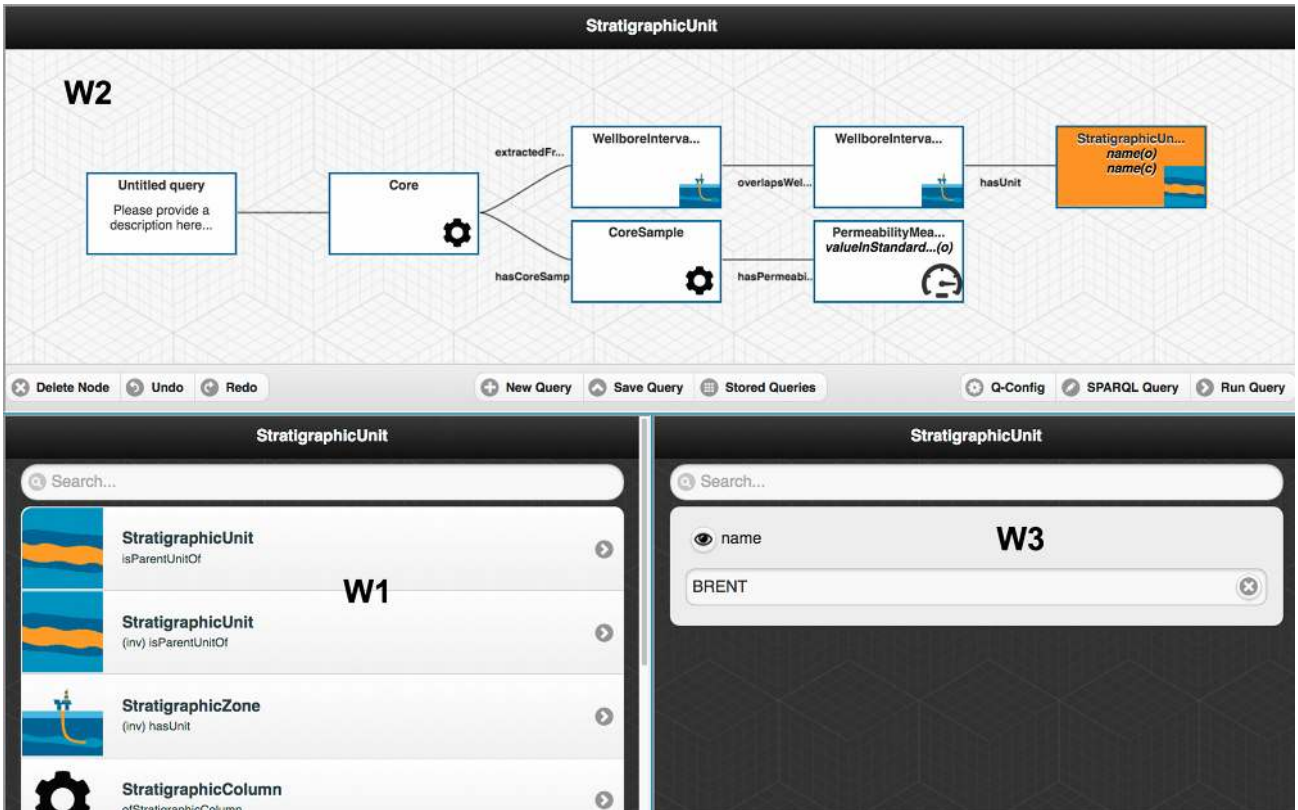 StratigraphicUnit
W2
Untitled query
Please provide a
description here...
Core
extractedFr...
hasCoreSamp
WellboreInterva...
CoreSample
overlapsWel...
hasPermeabi..
WellboreInterva...
PermeabilityMea...
valueInStandard...(o)
hasUnit
StratigraphicUn...
name(o)
name(c)
Delete Node Undo Redo New Query Save Query Stored Queries Q-Config SPARQL Query Run Query
StratigraphicUnit
Search...
StratigraphicUnit
isParentUnitOf
W1
StratigraphicUnit
(inv) isParentUnitOf
StratigraphicZone
(inv) hasUnit
StratigraphicColumn
ofStratigraphicColumn
StratigraphicUnit
Search...
name
W3
BRENT